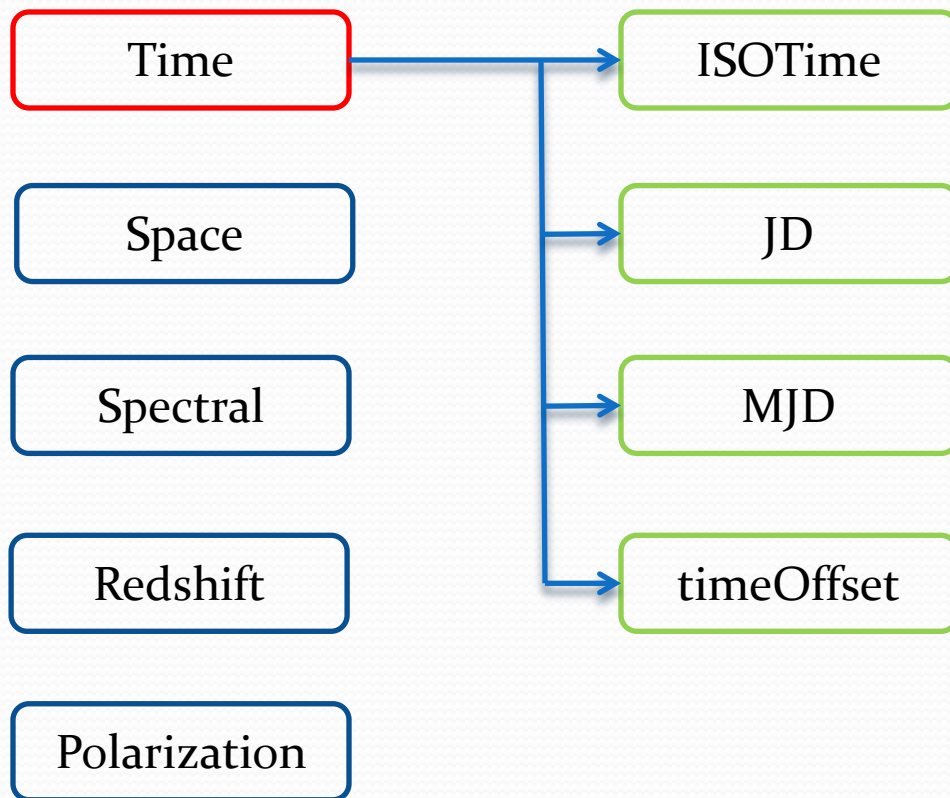 Time
ISOTime
Space
JD
Spectral
MJD
Redshift
timeOffset
Polarization